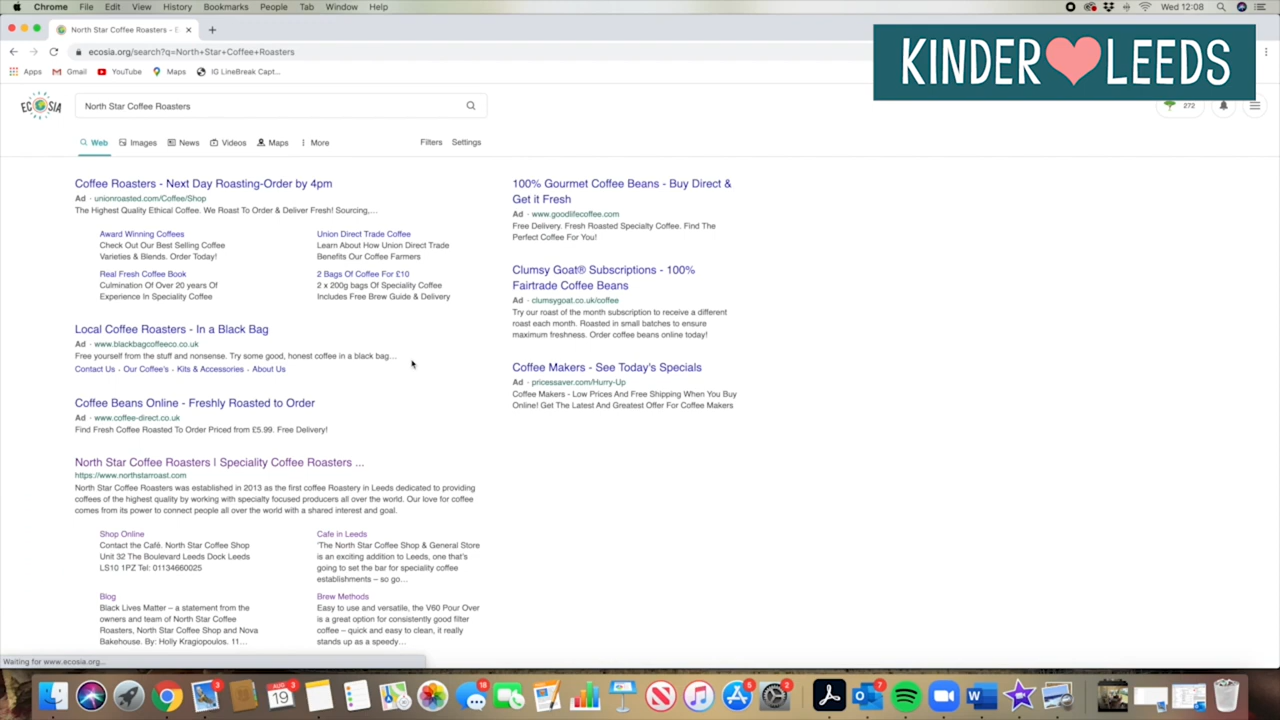 Chrome File Edit View History Bookmarks People Tab Window Help
Wed 12:08
North Star Coffee Roasters - E
ecosia.org/search?q=North+Star+Coffee+Roasters
Apps Gmail YouTube Maps IG LineBreak Capt...
KINDER LEEDS
ECOSIA
North Star Coffee Roasters
272
Web Images News Videos Maps More Filters Settings
Coffee Roasters - Next Day Roasting-Order by 4pm
Ad · unionroasted.com/Coffee/Shop
The Highest Quality Ethical Coffee. We Roast To Order & Deliver Fresh! Sourcing,...
Award Winning Coffees
Check Out Our Best Selling Coffee
Varieties & Blends. Order Today!
Union Direct Trade Coffee
Learn About How Union Direct Trade
Benefits Our Coffee Farmers
Real Fresh Coffee Book
Culmination Of Over 20 Years Of
Experience In Speciality Coffee
2 Bags Of Coffee For £10
2 x 200g bags Of Speciality Coffee
Includes Free Brew Guide & Delivery
Local Coffee Roasters - In a Black Bag
Ad · www.blackbagcoffeeco.co.uk
Free yourself from the stuff and nonsense. Try some good, honest coffee in a black bag...
Contact Us · Our Coffee's · Kits & Accessories · About Us
Coffee Beans Online - Freshly Roasted to Order
Ad · www.coffee-direct.co.uk
Find Fresh Coffee Roasted To Order Priced from £5.99. Free Delivery!
North Star Coffee Roasters | Speciality Coffee Roasters ...
https://www.northstarroast.com
North Star Coffee Roasters was established in 2013 as the first coffee Roastery in Leeds dedicated to providing
coffees of the highest quality by working with specialty focused producers all over the world. Our love for coffee
comes from its power to connect people all over the world with a shared interest and goal.
Shop Online
Contact the Café. North Star Coffee Shop
Unit 32 The Boulevard Leeds Dock Leeds
LS10 1PZ Tel: 01134660025
Cafe in Leeds
'The North Star Coffee Shop & General Store
is an exciting addition to Leeds, one that's
going to set the bar for speciality coffee
establishments – so go...
Blog
Black Lives Matter – a statement from the
owners and team of North Star Coffee
Roasters, North Star Coffee Shop and Nova
Bakehouse. By: Holly Kragiopoulos. 11...
Brew Methods
Easy to use and versatile, the V60 Pour Over
is a great option for consistently good filter
coffee – quick and easy to clean, it really
stands up as a speedy...
100% Gourmet Coffee Beans - Buy Direct &
Get it Fresh
Ad · www.goodlifecoffee.com
Free Delivery. Fresh Roasted Specialty Coffee. Find The
Perfect Coffee For You!
Clumsy Goat® Subscriptions - 100%
Fairtrade Coffee Beans
Ad · clumsygoat.co.uk/coffee
Try our roast of the month subscription to receive a different
roast each month. Roasted in small batches to ensure
maximum freshness. Order coffee beans online today!
Coffee Makers - See Today's Specials
Ad · pricessaver.com/Hurry-Up
Coffee Makers - Low Prices And Free Shipping When You Buy
Online! Get The Latest And Greatest Offer For Coffee Makers
Waiting for www.ecosia.org...
3 AUG 19 3 18 5 2 7